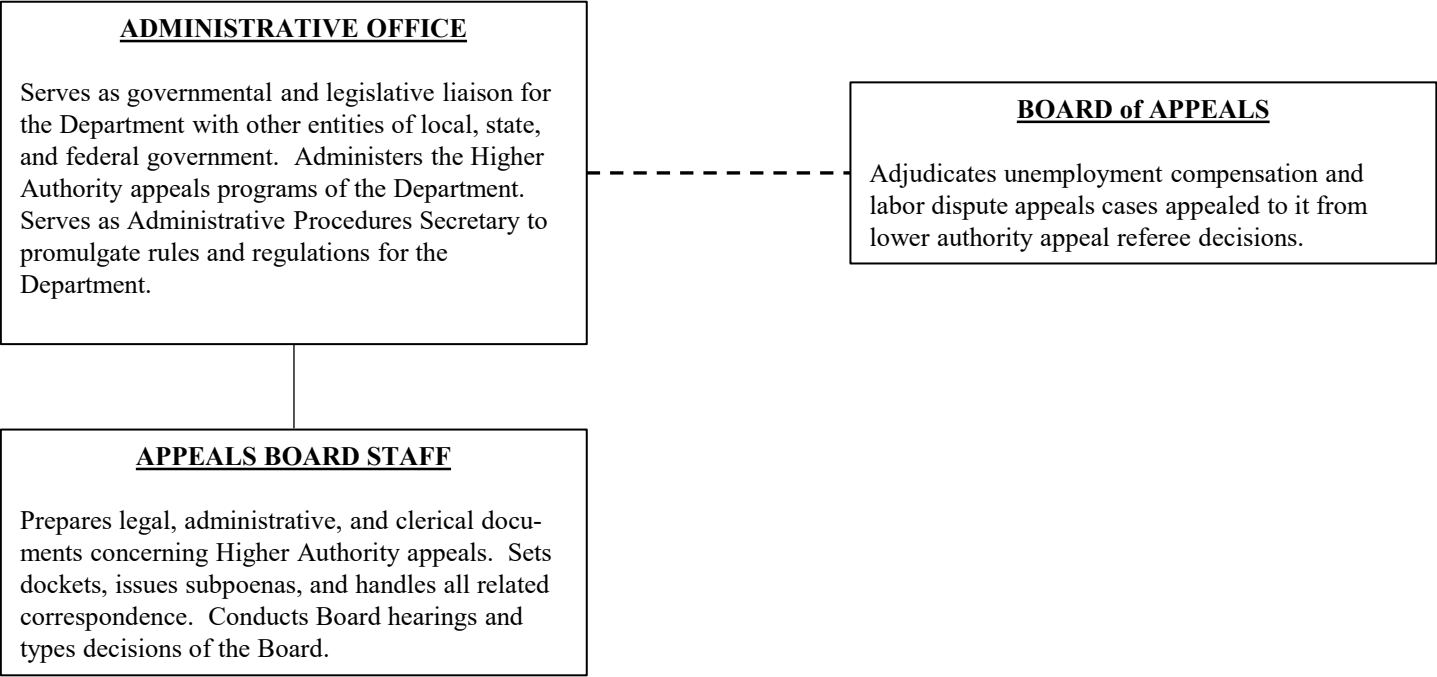 ADMINISTRATIVE OFFICE
Serves as governmental and legislative liaison for
the Department with other entities of local, state,
and federal government.  Administers the Higher
Authority appeals programs of the Department.
Serves as Administrative Procedures Secretary to
promulgate rules and regulations for the
Department.
BOARD of APPEALS
Adjudicates unemployment compensation and
labor dispute appeals cases appealed to it from
lower authority appeal referee decisions.
APPEALS BOARD STAFF
Prepares legal, administrative, and clerical docu-
ments concerning Higher Authority appeals.  Sets
dockets, issues subpoenas, and handles all related
correspondence.  Conducts Board hearings and
types decisions of the Board.